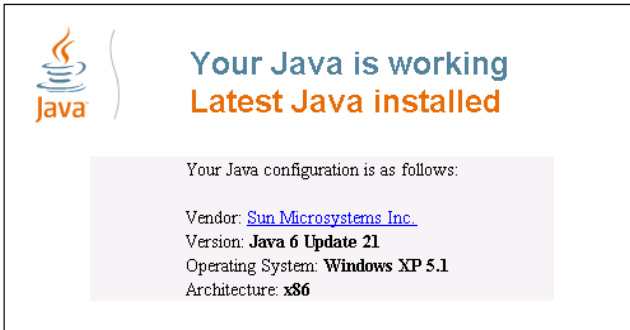 Java
Your Java is working
Latest Java installed
Your Java configuration is as follows:
Vendor: Sun Microsystems Inc.
Version: Java 6 Update 21
Operating System: Windows XP 5.1
Architecture: x86